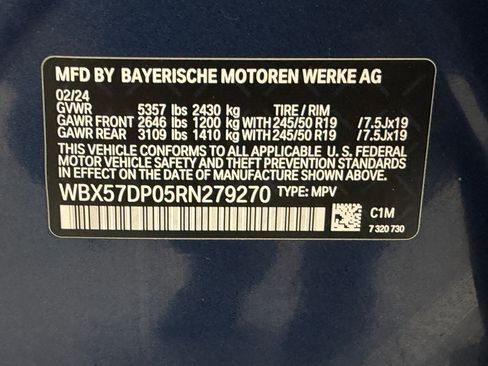 MFD BY BAYERISCHE MOTOREN WERKE AG
02/24
GVWR 5357 lbs 2430 kg TIRE / RIM
GAWR FRONT 2646 lbs 1200 kg WITH 245/50 R19 /7.5Jx19
GAWR REAR 3109 lbs 1410 kg WITH 245/50 R19 /7.5Jx19
THIS VEHICLE CONFORMS TO ALL APPLICABLE U. S. FEDERAL
MOTOR VEHICLE SAFETY, BUMPER, AND THEFT PREVENTION STANDARDS
IN EFFECT ON THE DATE OF MANUFACTURE SHOWN ABOVE.
WBX57DP05RN279270 TYPE: MPV
C1M
7 320 730